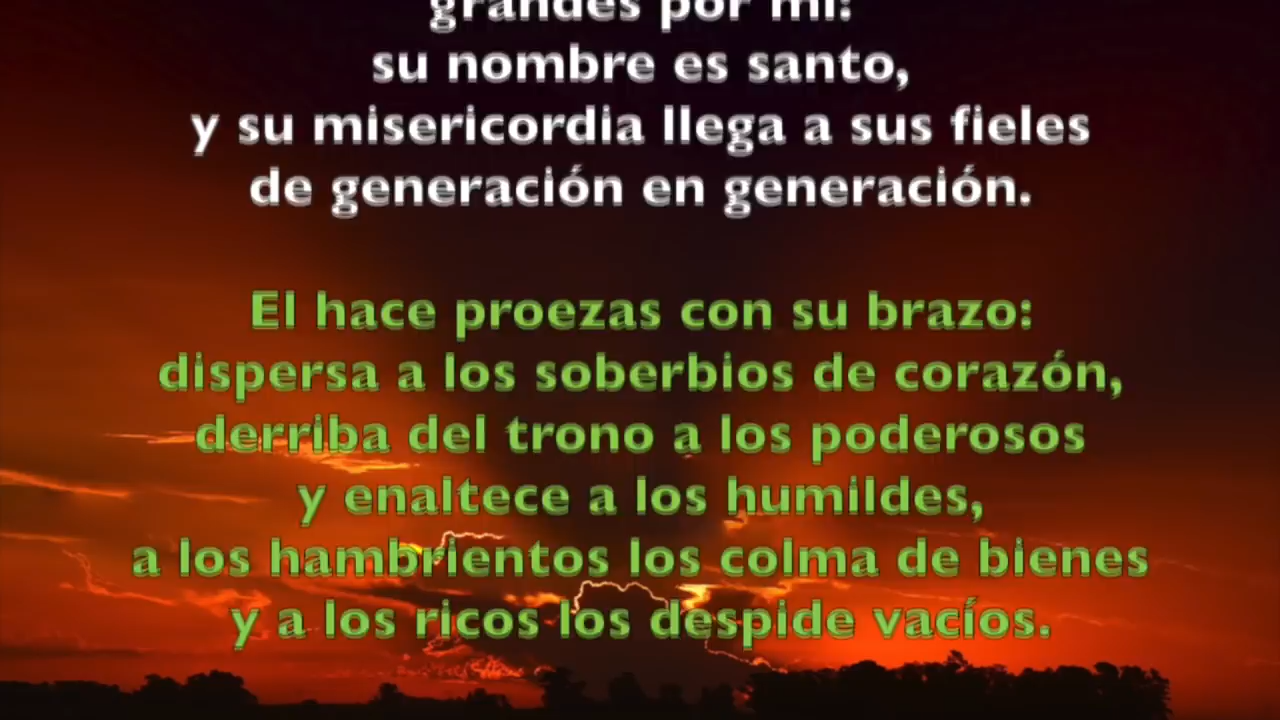 grandes por mí:
su nombre es santo,
y su misericordia llega a sus fieles
de generación en generación.
El hace proezas con su brazo:
dispersa a los soberbios de corazón,
derriba del trono a los poderosos
y enaltece a los humildes,
a los hambrientos los colma de bienes
y a los ricos los despide vacíos.